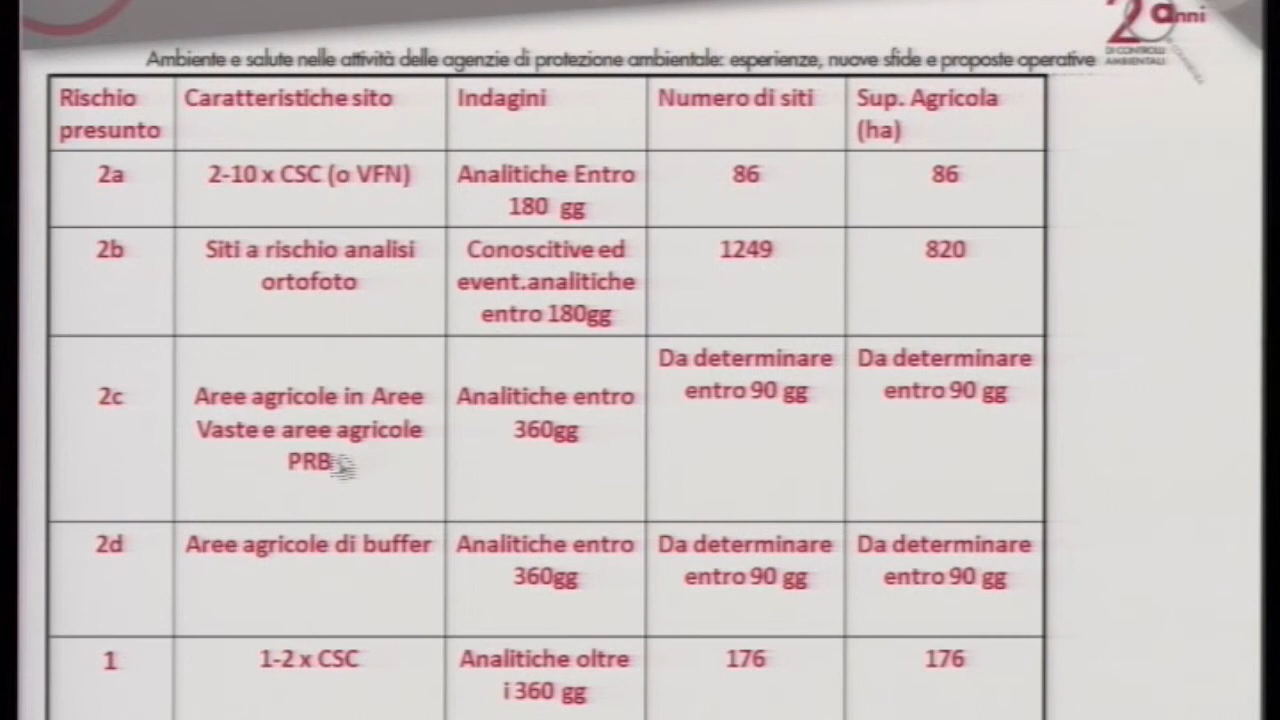 20 anni
DI CONTROLLI
AMBIENTALI
Ambiente e salute nelle attività delle agenzie di protezione ambientale: esperienze, nuove sfide e proposte operative
Rischio presunto | Caratteristiche sito | Indagini | Numero di siti | Sup. Agricola (ha)
2a | 2-10 x CSC (o VFN) | Analitiche Entro 180 gg | 86 | 86
2b | Siti a rischio analisi ortofoto | Conoscitive ed event.analitiche entro 180gg | 1249 | 820
2c | Aree agricole in Aree Vaste e aree agricole PRB | Analitiche entro 360gg | Da determinare entro 90 gg | Da determinare entro 90 gg
2d | Aree agricole di buffer | Analitiche entro 360gg | Da determinare entro 90 gg | Da determinare entro 90 gg
1 | 1-2 x CSC | Analitiche oltre i 360 gg | 176 | 176